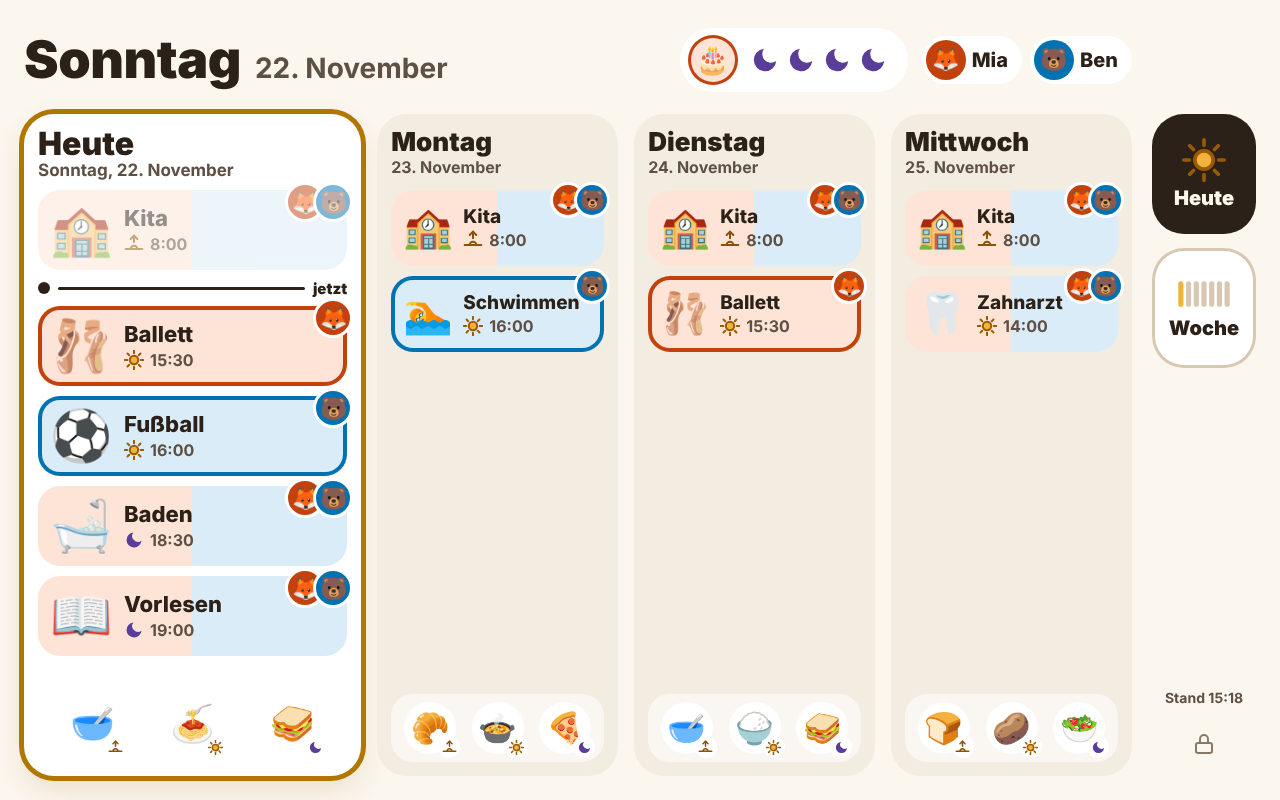 Sonntag 22. November
Mia
Ben
Heute
Sonntag, 22. November
Kita
8:00
jetzt
Ballett
15:30
Fußball
16:00
Baden
18:30
Vorlesen
19:00
Montag
23. November
Kita
8:00
Schwimmen
16:00
Dienstag
24. November
Kita
8:00
Ballett
15:30
Mittwoch
25. November
Kita
8:00
Zahnarzt
14:00
Heute
Woche
Stand 15:18